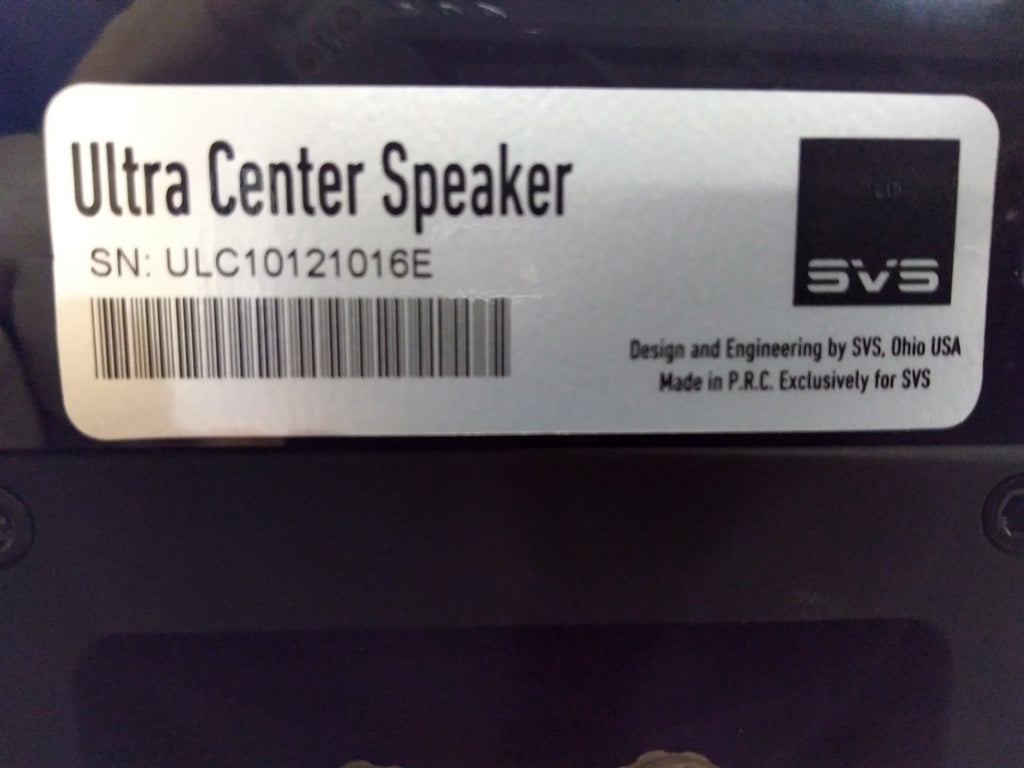 Ultra Center Speaker
SN: ULC10121016E
SVS
Design and Engineering by SVS, Ohio USA
Made in P.R.C. Exclusively for SVS